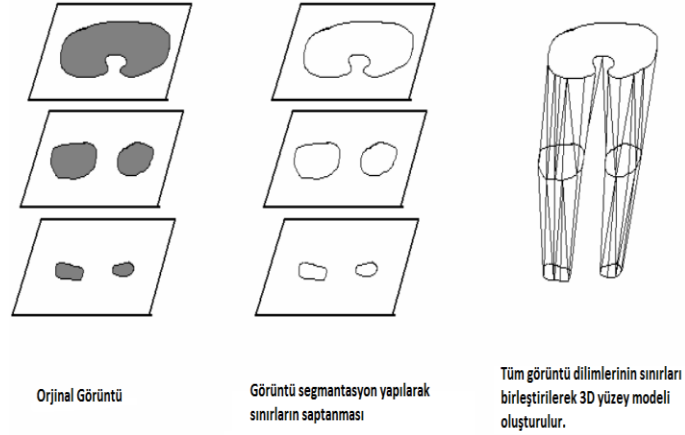 Orjinal Görüntü
Görüntü segmantasyon yapılarak
sınırların saptanması
Tüm görüntü dilimlerinin sınırları
birleştirilerek 3D yüzey modeli
oluşturulur.